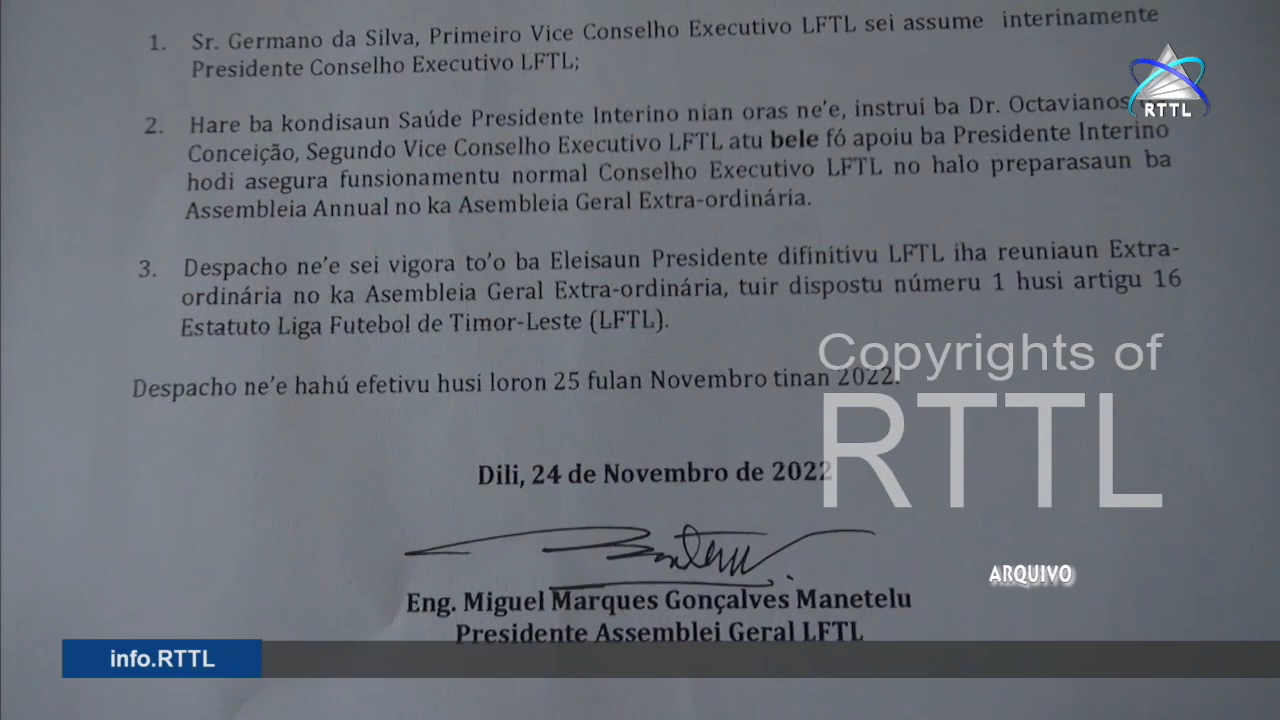 1. Sr. Germano da Silva, Primeiro Vice Conselho Executivo LFTL sei assume interinamente
Presidente Conselho Executivo LFTL;
2. Hare ba kondisaun Saúde Presidente Interino nian oras ne'e, instrui ba Dr. Octavianos
Conceição, Segundo Vice Conselho Executivo LFTL atu bele fó apoiu ba Presidente Interino
hodi asegura funsionamentu normal Conselho Executivo LFTL no halo preparasaun ba
Assembleia Annual no ka Asembleia Geral Extra-ordinária.
3. Despacho ne'e sei vigora to'o ba Eleisaun Presidente difinitivu LFTL iha reuniaun Extra-
ordinária no ka Asembleia Geral Extra-ordinária, tuir dispostu número 1 husi artigu 16
Estatuto Liga Futebol de Timor-Leste (LFTL).
Despacho ne'e hahú efetivu husi loron 25 fulan Novembro tinan 2022.
Dili, 24 de Novembro de 2022
Eng. Miguel Marques Gonçalves Manetelu
Presidente Assemblei Geral LFTL
RTTL
Copyrights of
RTTL
ARQUIVO
info.RTTL